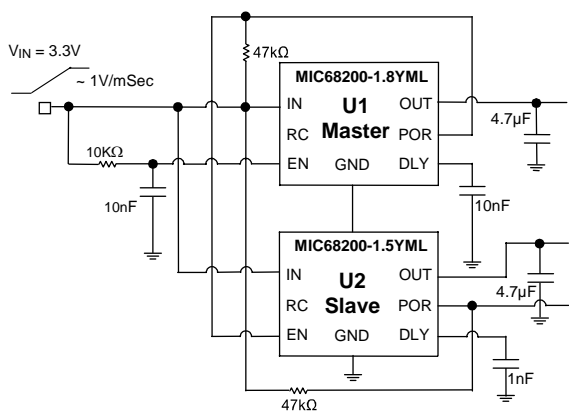 V_IN = 3.3V
~ 1V/mSec
47kΩ
10KΩ
10nF
MIC68200-1.8YML
IN
U1
OUT
RC
Master
POR
EN
GND
DLY
4.7µF
10nF
MIC68200-1.5YML
IN
U2
OUT
RC
Slave
POR
EN
GND
DLY
4.7µF
1nF
47kΩ